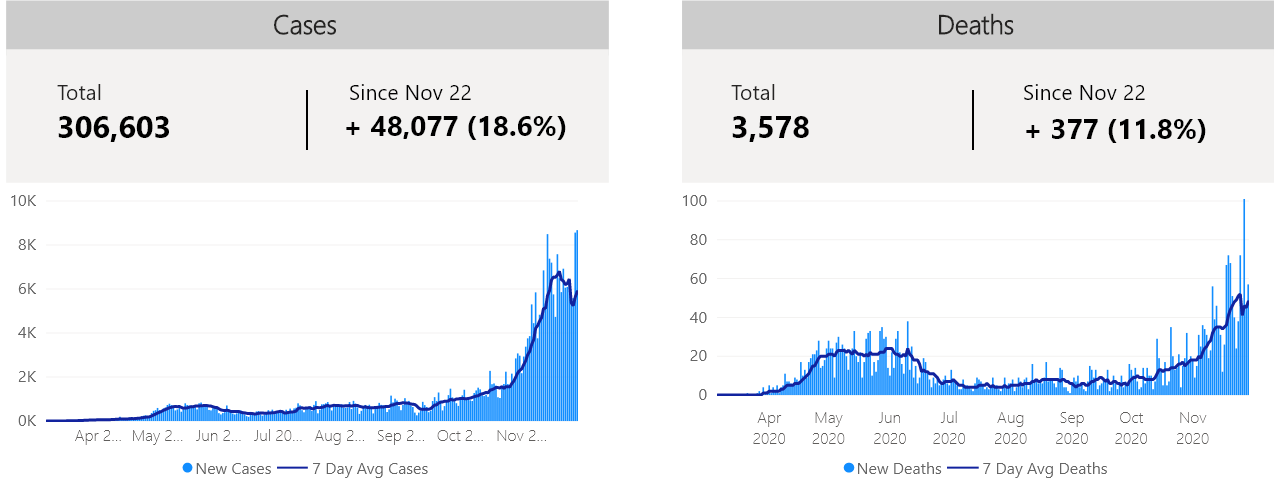 Cases
Total
306,603
Since Nov 22
+ 48,077 (18.6%)
10K
8K
6K
4K
2K
0K
Apr 2... May 2... Jun 2... Jul 20... Aug 2... Sep 2... Oct 2... Nov 2...
New Cases 7 Day Avg Cases
Deaths
Total
3,578
Since Nov 22
+ 377 (11.8%)
100
80
60
40
20
0
Apr May Jun Jul Aug Sep Oct Nov
2020 2020 2020 2020 2020 2020 2020 2020
New Deaths 7 Day Avg Deaths